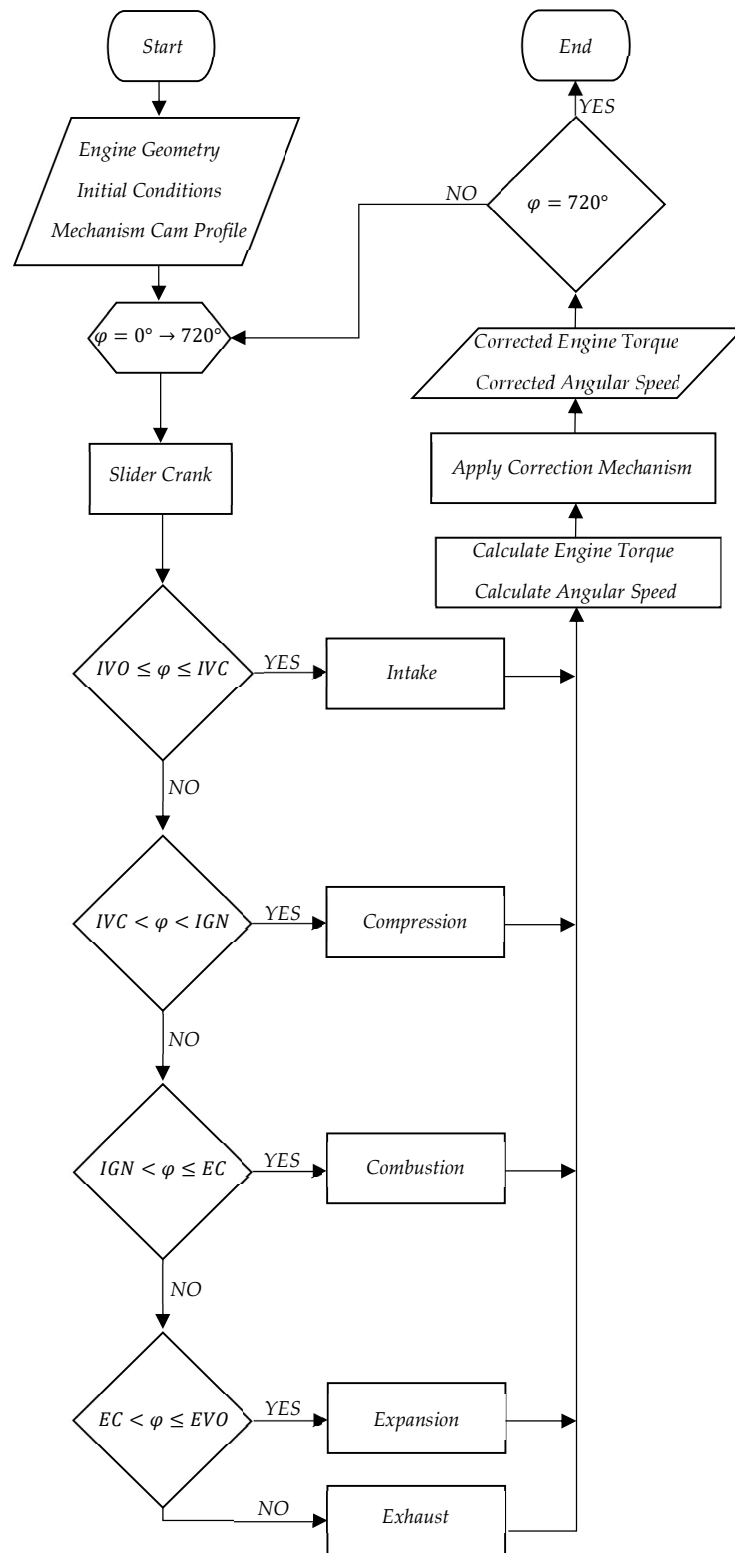 Start
Engine Geometry
Initial Conditions
Mechanism Cam Profile
φ = 0° → 720°
Slider Crank
IVO ≤ φ ≤ IVC
YES
Intake
NO
IVC < φ < IGN
YES
Compression
NO
IGN < φ ≤ EC
YES
Combustion
NO
EC < φ ≤ EVO
YES
Expansion
NO
Exhaust
Calculate Engine Torque
Calculate Angular Speed
Apply Correction Mechanism
Corrected Engine Torque
Corrected Angular Speed
φ = 720°
NO
YES
End